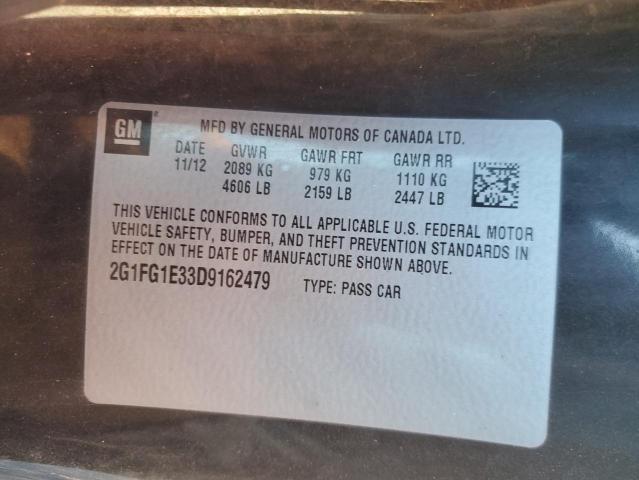 GM
MFD BY GENERAL MOTORS OF CANADA LTD.
DATE GVWR GAWR FRT GAWR RR
11/12 2089 KG 979 KG 1110 KG
4606 LB 2159 LB 2447 LB
THIS VEHICLE CONFORMS TO ALL APPLICABLE U.S. FEDERAL MOTOR
VEHICLE SAFETY, BUMPER, AND THEFT PREVENTION STANDARDS IN
EFFECT ON THE DATE OF MANUFACTURE SHOWN ABOVE.
2G1FG1E33D9162479 TYPE: PASS CAR